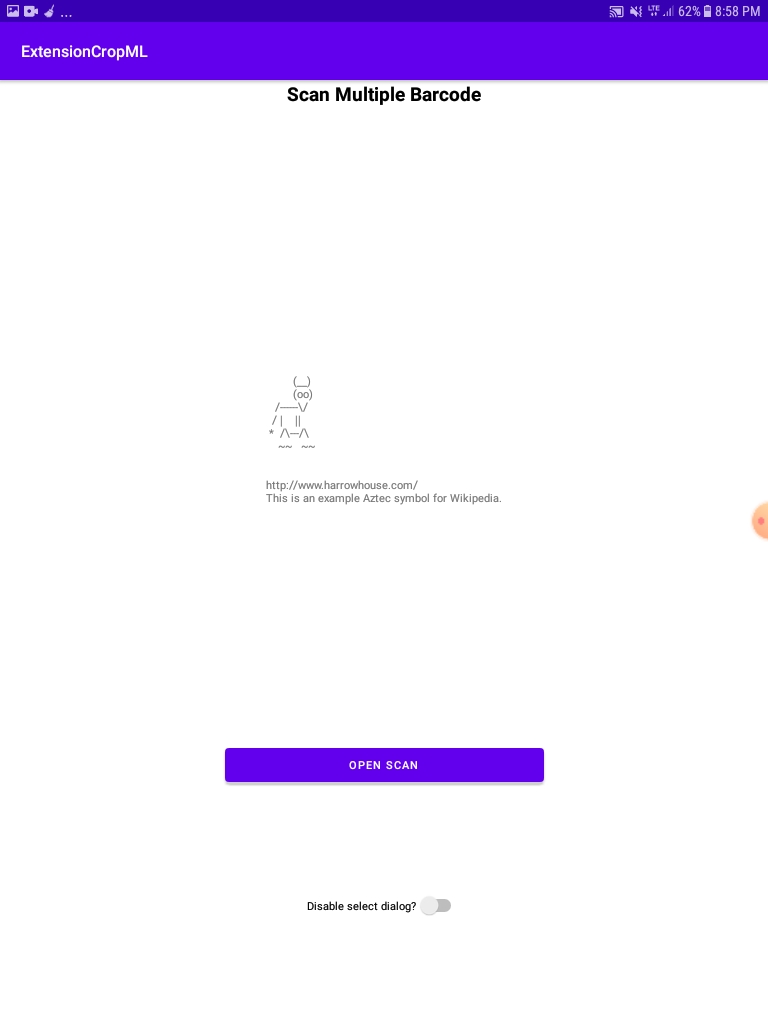 ... LTE 62% 8:58 PM
ExtensionCropML
Scan Multiple Barcode
(__)
(oo)
/-----\/
/ |   ||
*  /\---/\
~~   ~~
http://www.harrowhouse.com/
This is an example Aztec symbol for Wikipedia.
OPEN SCAN
Disable select dialog?